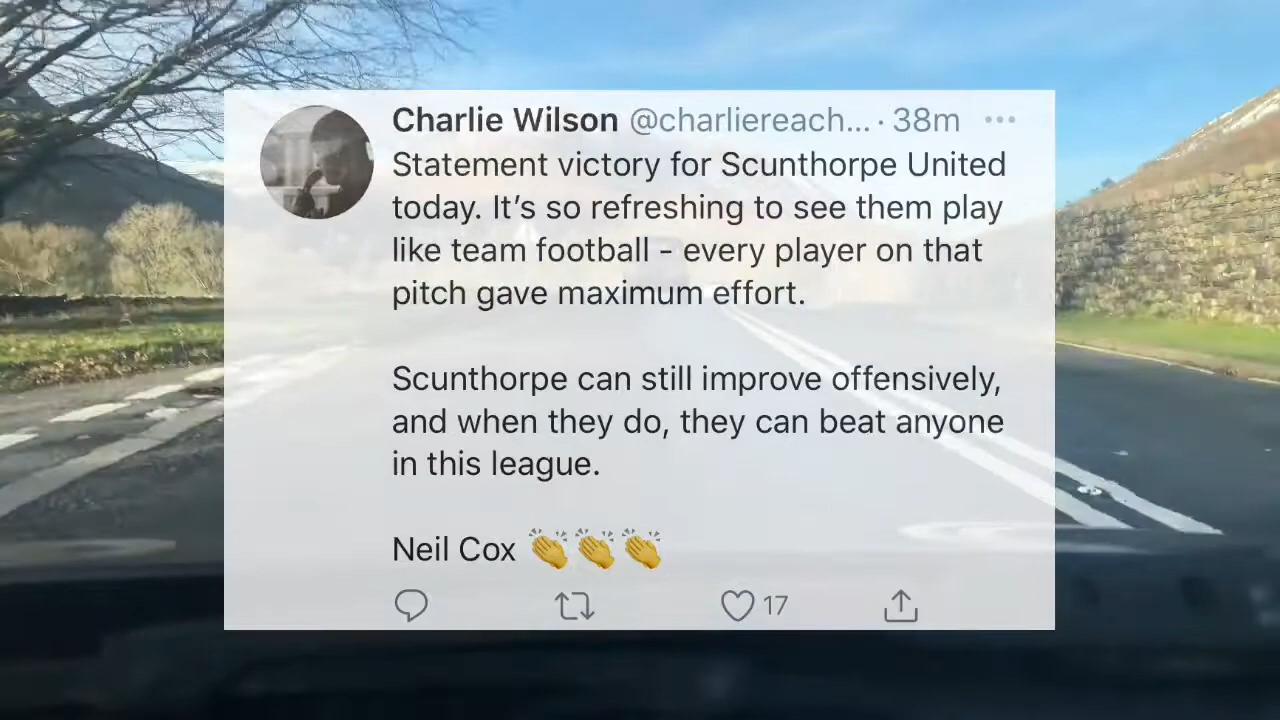 Charlie Wilson @charliereach... · 38m
Statement victory for Scunthorpe United
today. It’s so refreshing to see them play
like team football - every player on that
pitch gave maximum effort.
Scunthorpe can still improve offensively,
and when they do, they can beat anyone
in this league.
Neil Cox 👏👏👏
17